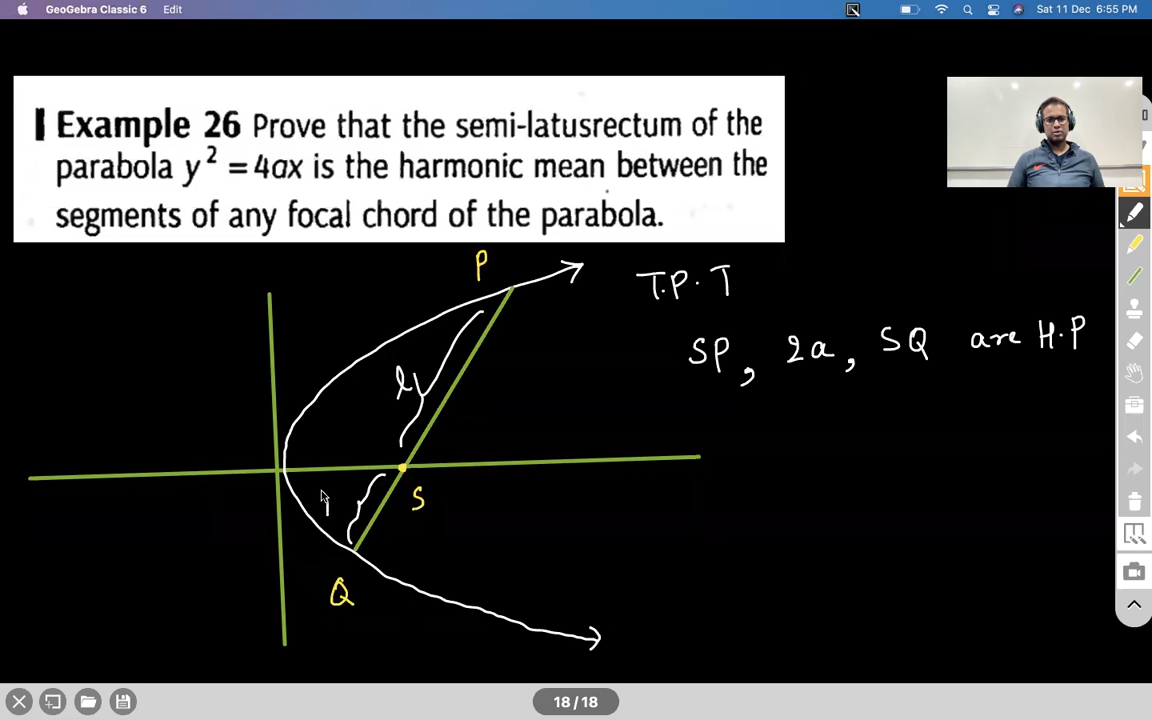 GeoGebra Classic 6 Edit Sat 11 Dec 6:55 PM
Example 26 Prove that the semi-latusrectum of the
parabola y² = 4ax is the harmonic mean between the
segments of any focal chord of the parabola.
P
T.P.T
SP, 2a, SQ are H.P
S
Q
18 / 18